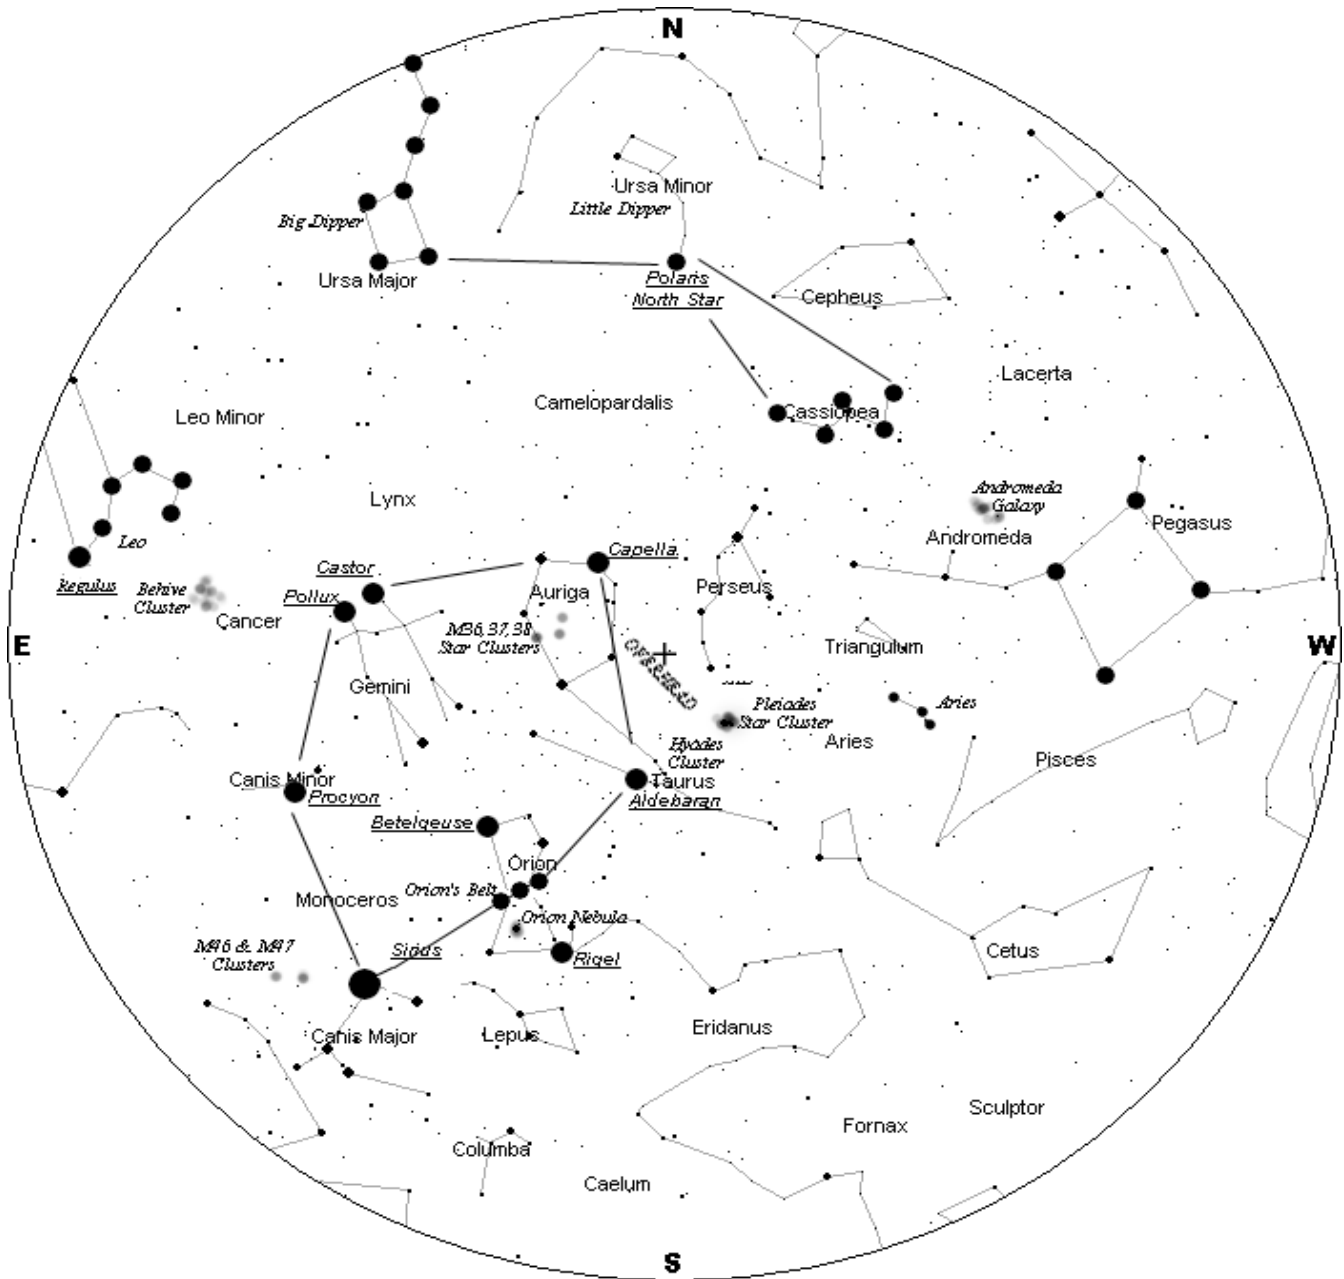 N
Ursa Minor
Little Dipper
Big Dipper
Ursa Major
Polaris
North Star
Cepheus
Lacerta
Camelopardalis
Cassiopea
Leo Minor
Lynx
Andromeda
Galaxy
Pegasus
Andromeda
Leo
Regulus
Behive
Cluster
Cancer
Castor
Pollux
Capella
Auriga
Perseus
M36,37,38
Star Clusters
Triangulum
E
W
OVERHEAD
Gemini
Pleiades
Star Cluster
Aries
Aries
Hyades
Cluster
Pisces
Canis Minor
Procyon
Taurus
Aldebaran
Betelgeuse
Orion
Orion's Belt
Monoceros
Orion Nebula
Sirius
Rigel
M46 & M47
Clusters
Cetus
Canis Major
Lepus
Eridanus
Sculptor
Fornax
Columba
Caelum
S